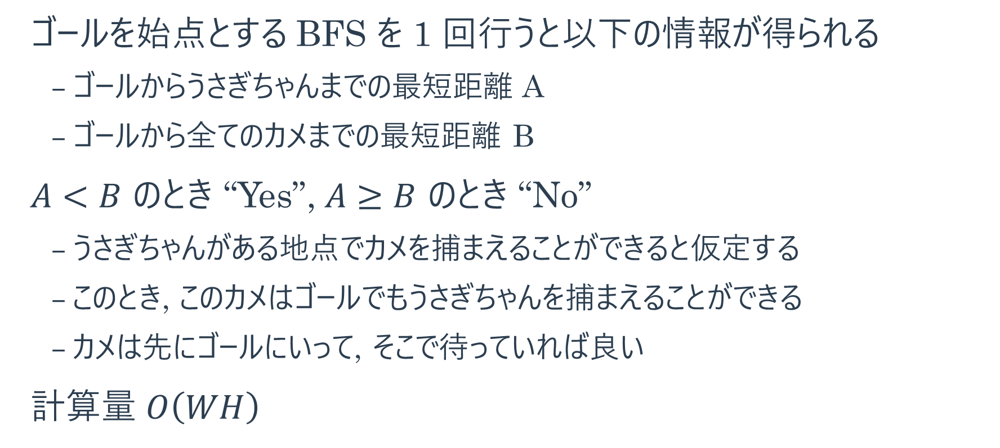 ゴールを始点とする BFS を 1 回行うと以下の情報が得られる
– ゴールからうさぎちゃんまでの最短距離 A
– ゴールから全てのカメまでの最短距離 B
A < B のとき “Yes”, A ≥ B のとき “No”
– うさぎちゃんがある地点でカメを捕まえることができると仮定する
– このとき, このカメはゴールでもうさぎちゃんを捕まえることができる
– カメは先にゴールにいって, そこで待っていれば良い
計算量 O(WH)